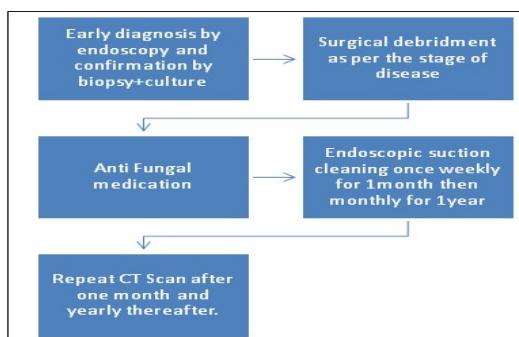 Early diagnosis by
endoscopy and
confirmation by
biopsy+culture
Surgical debridment
as per the stage of
disease
Anti Fungal
medication
Endoscopic suction
cleaning once weekly
for 1month then
monthly for 1year
Repeat CT Scan after
one month and
yearly thereafter.